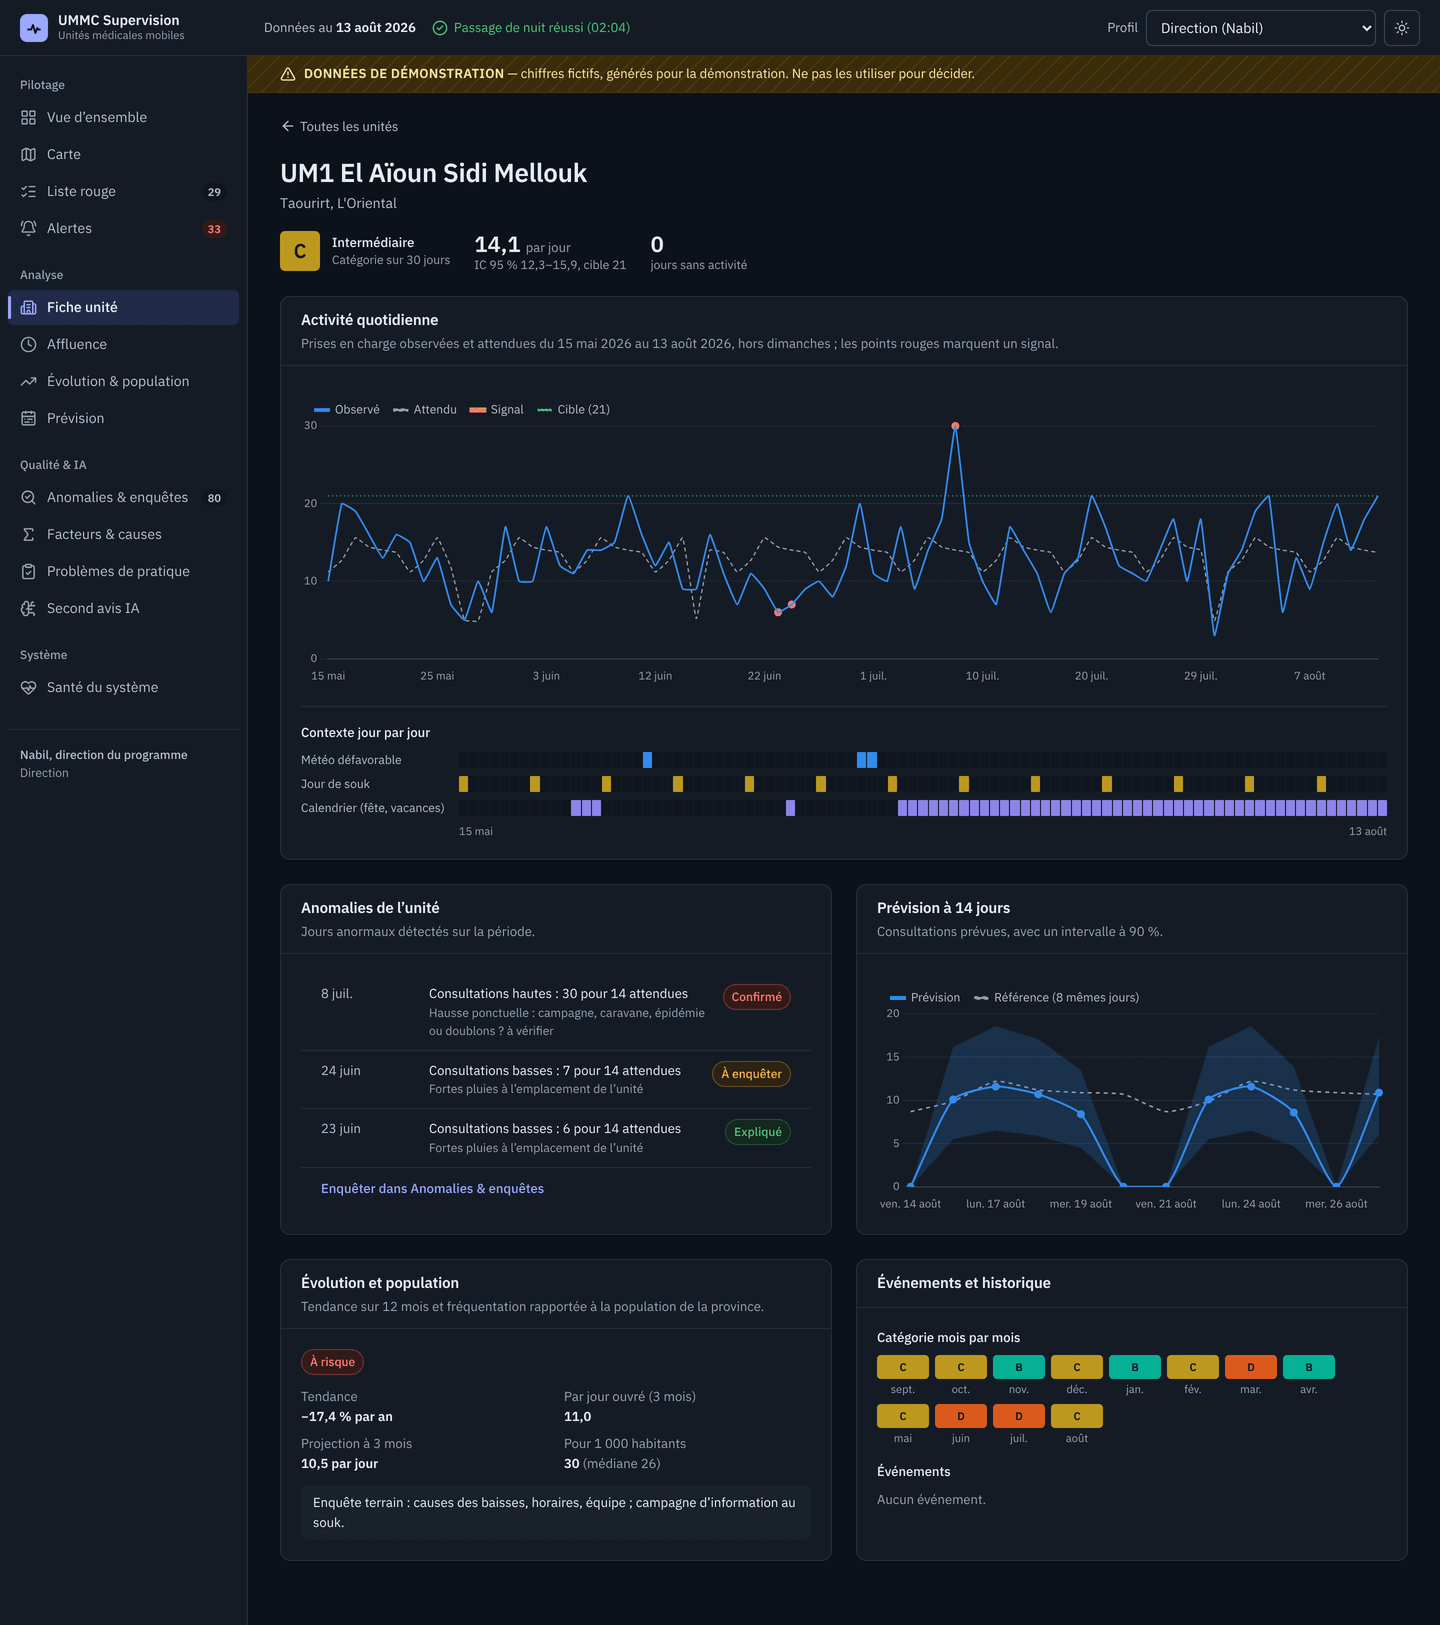 UMMC Supervision
Unités médicales mobiles
Données au 13 août 2026
Passage de nuit réussi (02:04)
Profil
Direction (Nabil)
DONNÉES DE DÉMONSTRATION — chiffres fictifs, générés pour la démonstration. Ne pas les utiliser pour décider.
Pilotage
Vue d’ensemble
Carte
Liste rouge 29
Alertes 33
Analyse
Fiche unité
Affluence
Évolution & population
Prévision
Qualité & IA
Anomalies & enquêtes 80
Facteurs & causes
Problèmes de pratique
Second avis IA
Système
Santé du système
Nabil, direction du programme
Direction
Toutes les unités
UM1 El Aïoun Sidi Mellouk
Taourirt, L'Oriental
C
Intermédiaire
Catégorie sur 30 jours
14,1 par jour
IC 95 % 12,3–15,9, cible 21
0
jours sans activité
Activité quotidienne
Prises en charge observées et attendues du 15 mai 2026 au 13 août 2026, hors dimanches ; les points rouges marquent un signal.
Observé Attendu Signal Cible (21)
30
20
10
0
15 mai 25 mai 3 juin 12 juin 22 juin 1 juil. 10 juil. 20 juil. 29 juil. 7 août
Contexte jour par jour
Météo défavorable
Jour de souk
Calendrier (fête, vacances)
15 mai 13 août
Anomalies de l’unité
Jours anormaux détectés sur la période.
8 juil. Consultations hautes : 30 pour 14 attendues Confirmé
Hausse ponctuelle : campagne, caravane, épidémie
ou doublons ? à vérifier
24 juin Consultations basses : 7 pour 14 attendues À enquêter
Fortes pluies à l’emplacement de l’unité
23 juin Consultations basses : 6 pour 14 attendues Expliqué
Fortes pluies à l’emplacement de l’unité
Enquêter dans Anomalies & enquêtes
Prévision à 14 jours
Consultations prévues, avec un intervalle à 90 %.
Prévision Référence (8 mêmes jours)
20
15
10
5
0
ven. 14 août lun. 17 août mer. 19 août ven. 21 août lun. 24 août mer. 26 août
Évolution et population
Tendance sur 12 mois et fréquentation rapportée à la population de la province.
À risque
Tendance
−17,4 % par an
Par jour ouvré (3 mois)
11,0
Projection à 3 mois
10,5 par jour
Pour 1 000 habitants
30 (médiane 26)
Enquête terrain : causes des baisses, horaires, équipe ; campagne d’information au
souk.
Événements et historique
Catégorie mois par mois
C C B C B C D B
sept. oct. nov. déc. jan. fév. mar. avr.
C D D C
mai juin juil. août
Événements
Aucun événement.